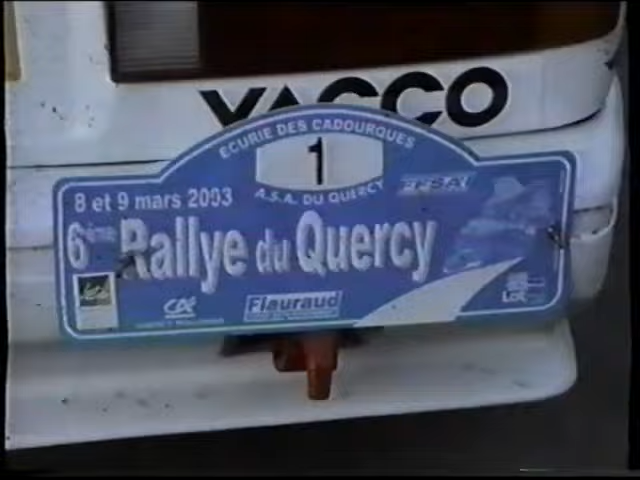 YACCO
ECURIE DES CADOURQUES
1
A.S.A. DU QUERCY
8 et 9 mars 2003
FFSA
6ème Rallye du Quercy
CA
Flauraud